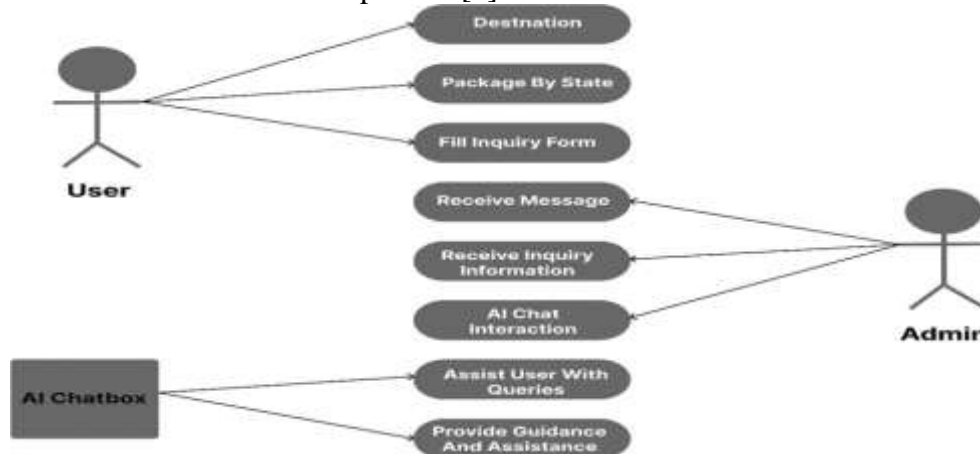 Destnation
Package By State
Fill Inquiry Form
User
Receive Message
Receive Inquiry
Information
AI Chat
Interaction
Admin
AI Chatbox
Assist User With
Queries
Provide Guidance
And Assistance